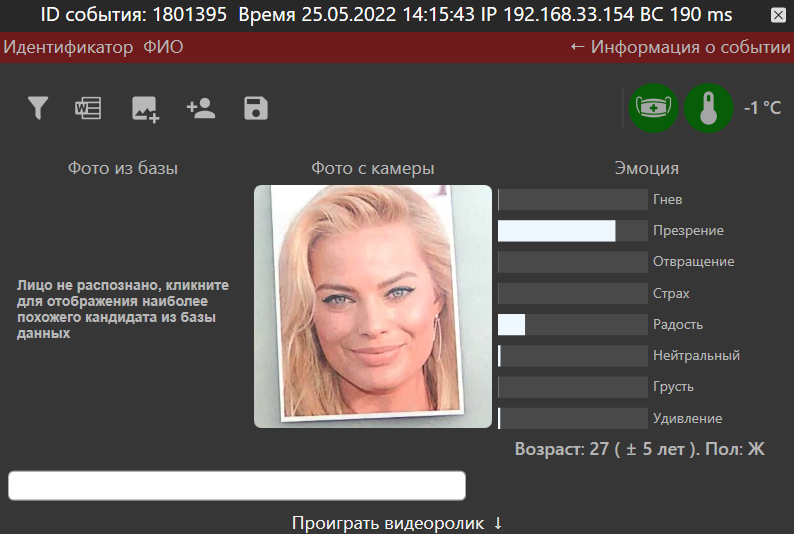 ID события: 1801395 Время 25.05.2022 14:15:43 IP 192.168.33.154 ВС 190 ms
Идентификатор ФИО
← Информация о событии
-1 °C
Фото из базы
Фото с камеры
Эмоция
Лицо не распознано, кликните
для отображения наиболее
похожего кандидата из базы
данных
Гнев
Презрение
Отвращение
Страх
Радость
Нейтральный
Грусть
Удивление
Возраст: 27 ( ± 5 лет ). Пол: Ж
Проиграть видеоролик ↓